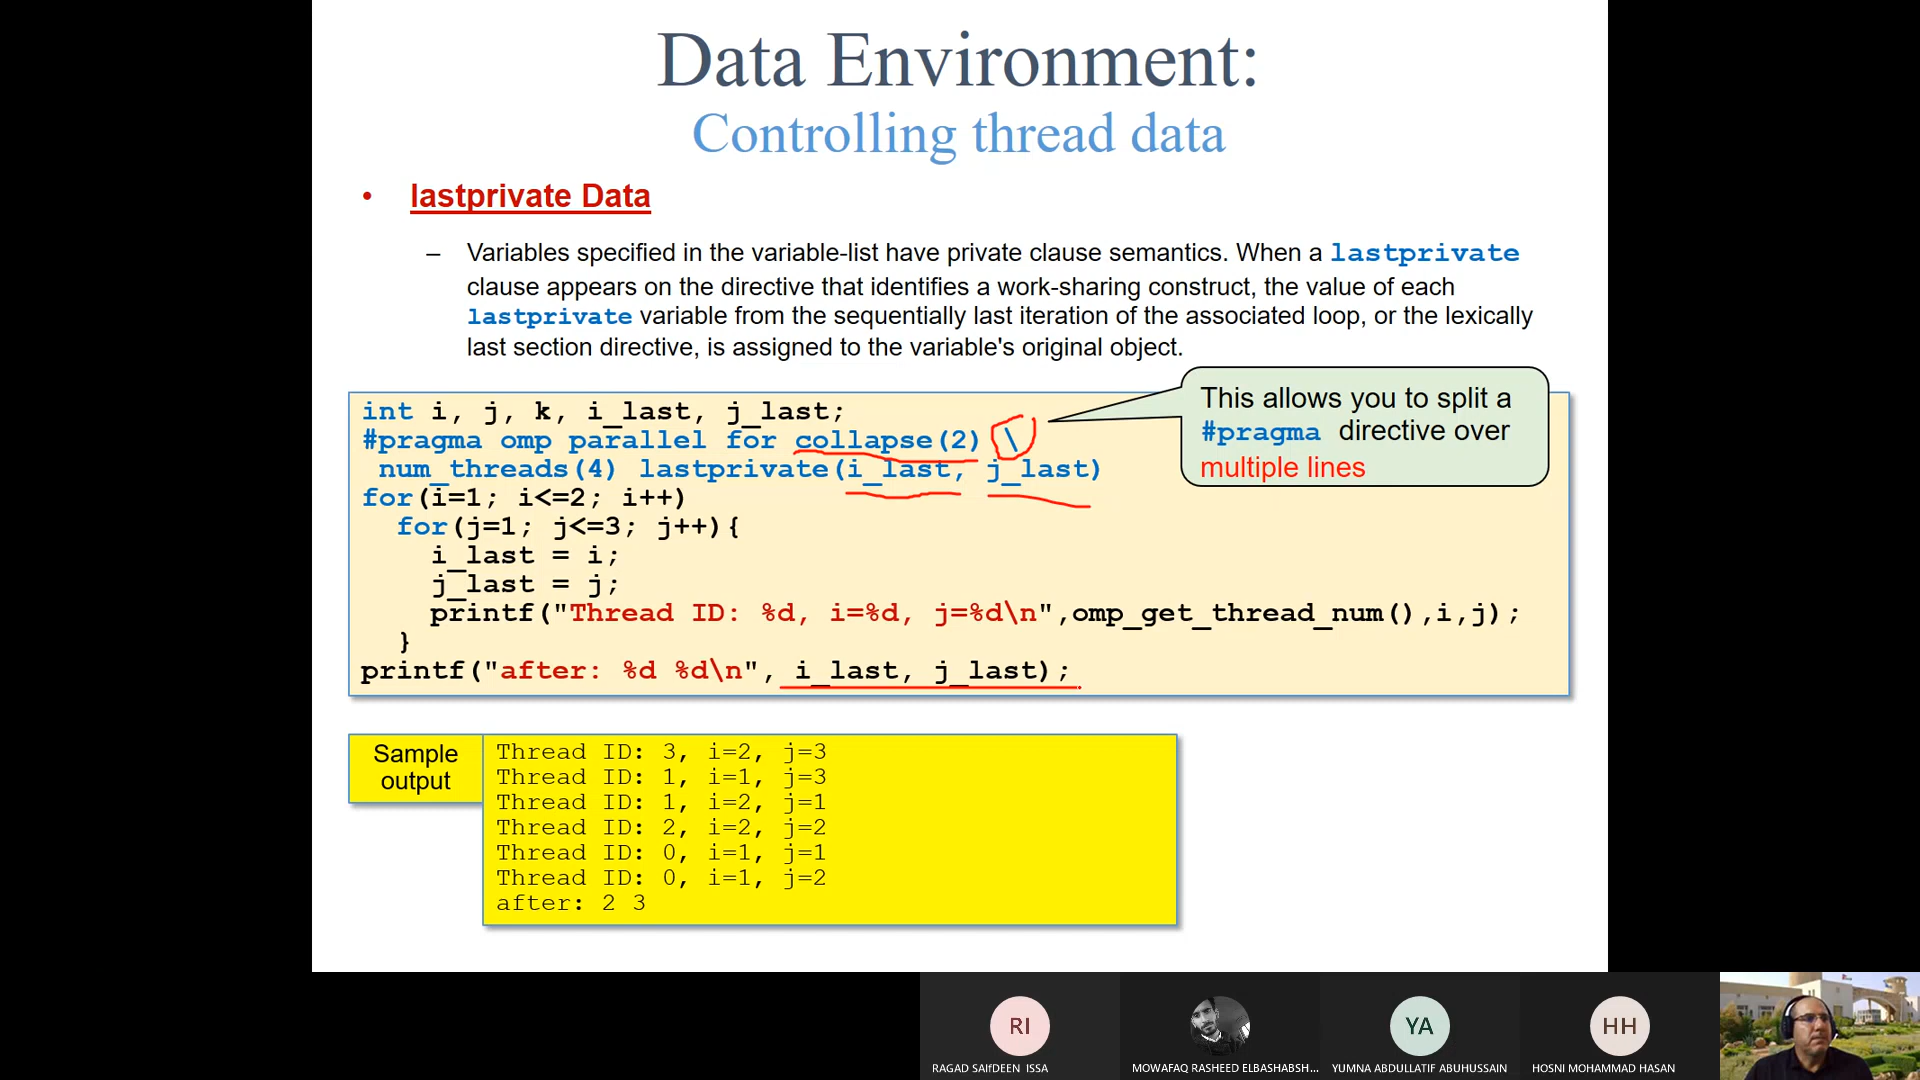 Data Environment:
Controlling thread data
• lastprivate Data
– Variables specified in the variable-list have private clause semantics. When a lastprivate
clause appears on the directive that identifies a work-sharing construct, the value of each
lastprivate variable from the sequentially last iteration of the associated loop, or the lexically
last section directive, is assigned to the variable's original object.
This allows you to split a
#pragma directive over
multiple lines
int i, j, k, i_last, j_last;
#pragma omp parallel for collapse(2) \
num_threads(4) lastprivate(i_last, j_last)
for(i=1; i<=2; i++)
for(j=1; j<=3; j++){
i_last = i;
j_last = j;
printf("Thread ID: %d, i=%d, j=%d\n",omp_get_thread_num(),i,j);
}
printf("after: %d %d\n", i_last, j_last);
Sample
output
Thread ID: 3, i=2, j=3
Thread ID: 1, i=1, j=3
Thread ID: 1, i=2, j=1
Thread ID: 2, i=2, j=2
Thread ID: 0, i=1, j=1
Thread ID: 0, i=1, j=2
after: 2 3
RI
YA
HH
RAGAD SAIfDEEN ISSA
MOWAFAQ RASHEED ELBASHABSH...
YUMNA ABDULLATIF ABUHUSSAIN
HOSNI MOHAMMAD HASAN